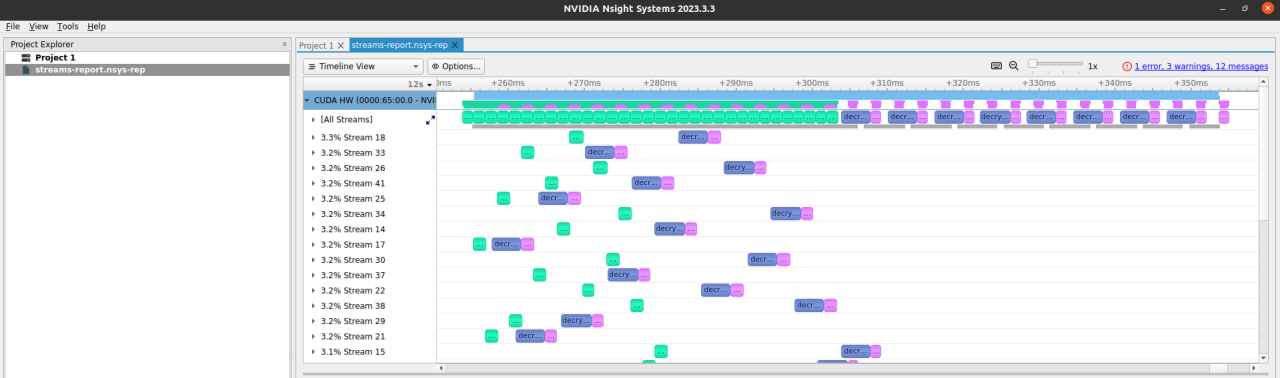 NVIDIA Nsight Systems 2023.3.3
File View Tools Help
Project Explorer
Project 1
streams-report.nsys-rep
Project 1
streams-report.nsys-rep
Timeline View
Options...
1x
1 error, 3 warnings, 12 messages
12s
0ms +260ms +270ms +280ms +290ms +300ms +310ms +320ms +330ms +340ms +350ms
CUDA HW (0000:65:00.0 - NVI
[All Streams] ... ... ... ... ... ... ... ... ... ... ... ... ... ... ... ... ... ... ... ... ... ... ... ... ... ... ... ... ... ... ... ... decr... ... decr... ... decr... ... decry... ... decr... ... decr... ... decr... ... decr... ... ...
3.3% Stream 18 ... decr... ...
3.2% Stream 33 ... decr... ...
3.2% Stream 26 ... decry... ...
3.2% Stream 41 ... decr... ...
3.2% Stream 25 ... decr... ...
3.2% Stream 34 ... decry... ...
3.2% Stream 14 ... decry... ...
3.2% Stream 17 ... decr... ...
3.2% Stream 30 ... decr... ...
3.2% Stream 37 ... decry... ...
3.2% Stream 22 ... decr... ...
3.2% Stream 38 ... decr... ...
3.2% Stream 29 ... decry... ...
3.2% Stream 21 ... decr... ...
3.1% Stream 15 ... decr... ...